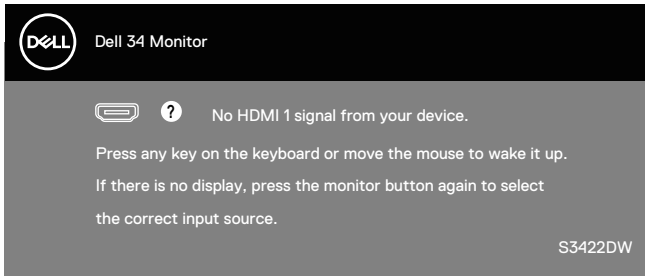 DELL
Dell 34 Monitor
? No HDMI 1 signal from your device.
Press any key on the keyboard or move the mouse to wake it up.
If there is no display, press the monitor button again to select
the correct input source.
S3422DW